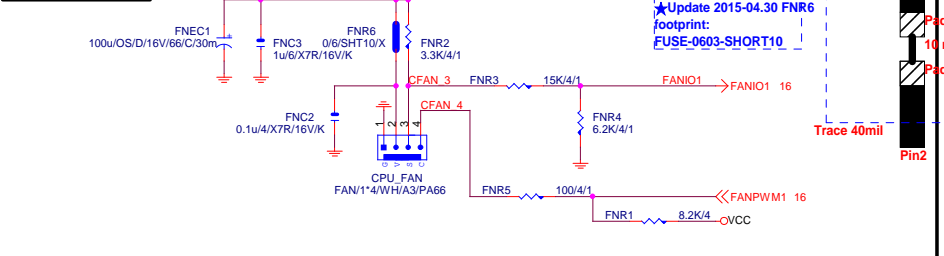 ★Update 2015-04.30 FNR6
footprint:
FUSE-0603-SHORT10
FNEC1
100u/OS/D/16V/66/C/30m
FNC3
1u/6/X7R/16V/K
FNR6
0/6/SHT10/X
FNR2
3.3K/4/1
10
CFAN_3
FNR3
15K/4/1
FANIO1
FANIO1 16
CFAN_4
FNC2
0.1u/4/X7R/16V/K
1
2
3
4
FNR4
6.2K/4/1
Trace 40mil
Pin2
G
V
S
C
CPU_FAN
FAN/1*4/WH/A3/PA66
FNR5
100/4/1
FANPWM1 16
FNR1
8.2K/4
VCC